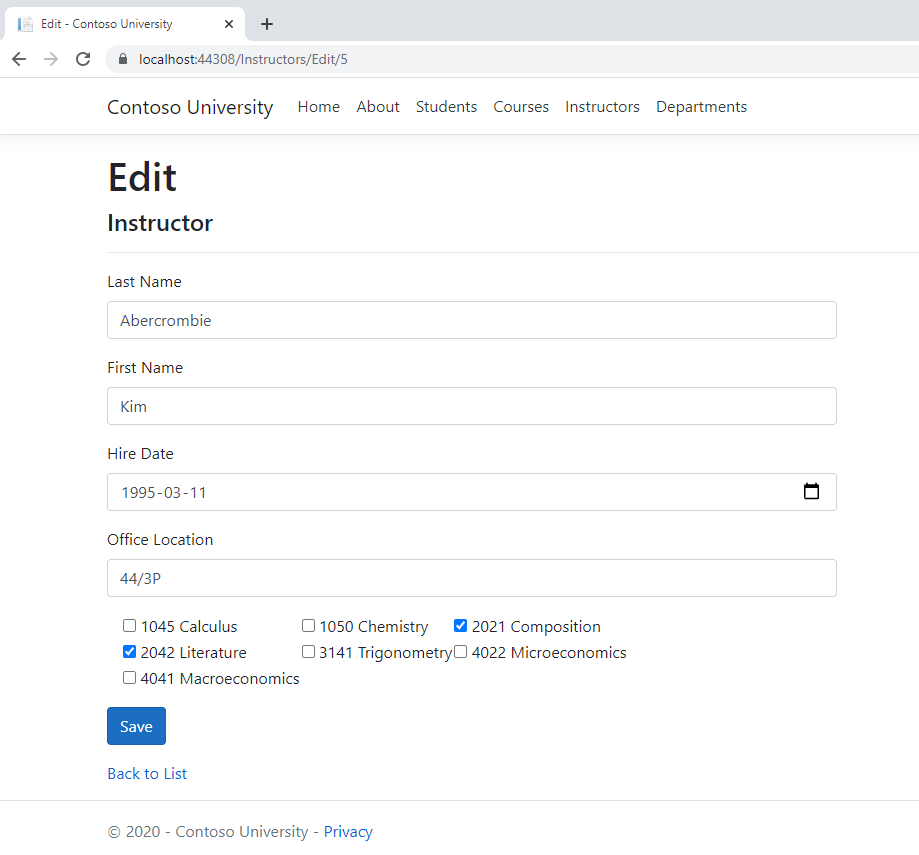 Edit - Contoso University
localhost:44308/Instructors/Edit/5
Contoso University Home About Students Courses Instructors Departments
Edit
Instructor
Last Name
Abercrombie
First Name
Kim
Hire Date
1995-03-11
Office Location
44/3P
1045 Calculus 1050 Chemistry 2021 Composition
2042 Literature 3141 Trigonometry 4022 Microeconomics
4041 Macroeconomics
Save
Back to List
© 2020 - Contoso University - Privacy